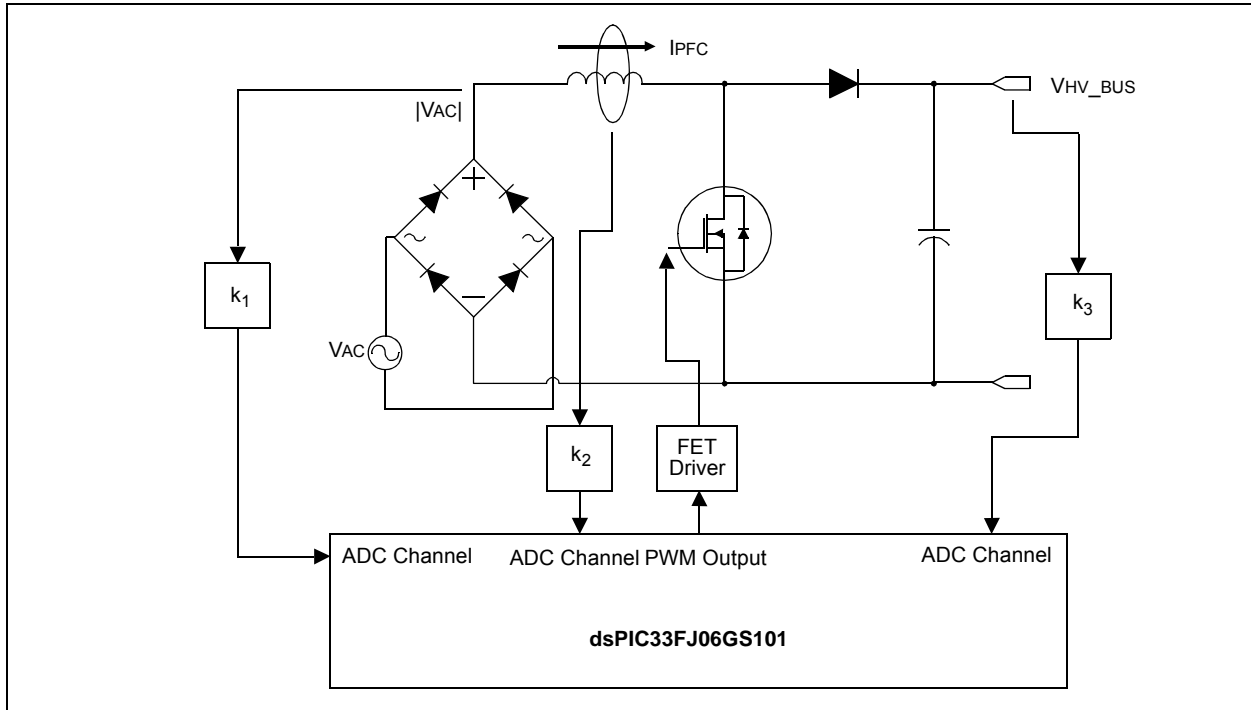 IPFC
VHV_BUS
|VAC|
+
~ ~
−
k1
k3
VAC ~
k2
FET
Driver
ADC Channel ADC Channel PWM Output ADC Channel
dsPIC33FJ06GS101